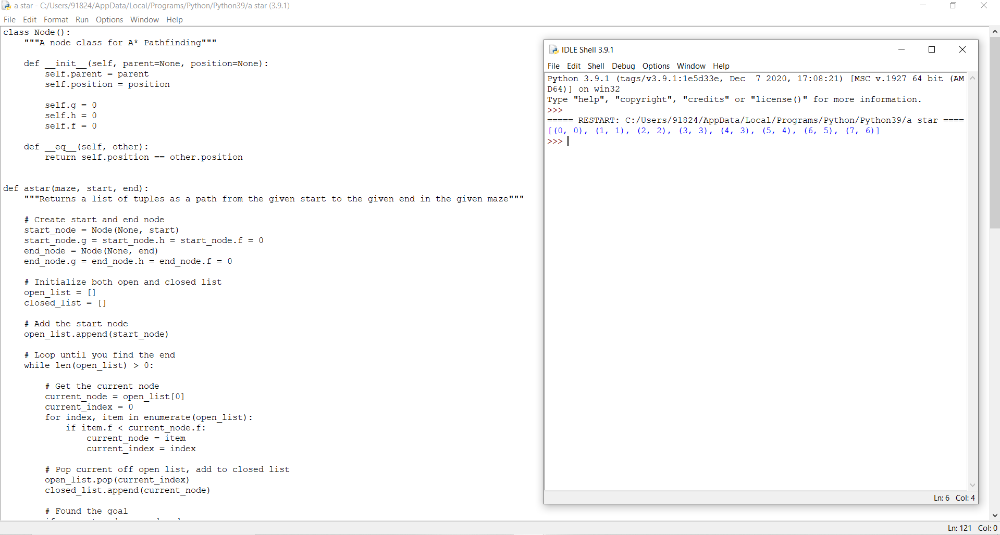 a star - C:/Users/91824/AppData/Local/Programs/Python/Python39/a star (3.9.1)
File Edit Format Run Options Window Help
class Node():
    """A node class for A* Pathfinding"""

    def __init__(self, parent=None, position=None):
        self.parent = parent
        self.position = position

        self.g = 0
        self.h = 0
        self.f = 0

    def __eq__(self, other):
        return self.position == other.position


def astar(maze, start, end):
    """Returns a list of tuples as a path from the given start to the given end in the given maze"""

    # Create start and end node
    start_node = Node(None, start)
    start_node.g = start_node.h = start_node.f = 0
    end_node = Node(None, end)
    end_node.g = end_node.h = end_node.f = 0

    # Initialize both open and closed list
    open_list = []
    closed_list = []

    # Add the start node
    open_list.append(start_node)

    # Loop until you find the end
    while len(open_list) > 0:

        # Get the current node
        current_node = open_list[0]
        current_index = 0
        for index, item in enumerate(open_list):
            if item.f < current_node.f:
                current_node = item
                current_index = index

        # Pop current off open list, add to closed list
        open_list.pop(current_index)
        closed_list.append(current_node)

        # Found the goal
Ln: 121 Col: 0
IDLE Shell 3.9.1
File Edit Shell Debug Options Window Help
Python 3.9.1 (tags/v3.9.1:1e5d33e, Dec  7 2020, 17:08:21) [MSC v.1927 64 bit (AM
D64)] on win32
Type "help", "copyright", "credits" or "license()" for more information.
>>>
===== RESTART: C:/Users/91824/AppData/Local/Programs/Python/Python39/a star ====
[(0, 0), (1, 1), (2, 2), (3, 3), (4, 3), (5, 4), (6, 5), (7, 6)]
>>>
Ln: 6 Col: 4